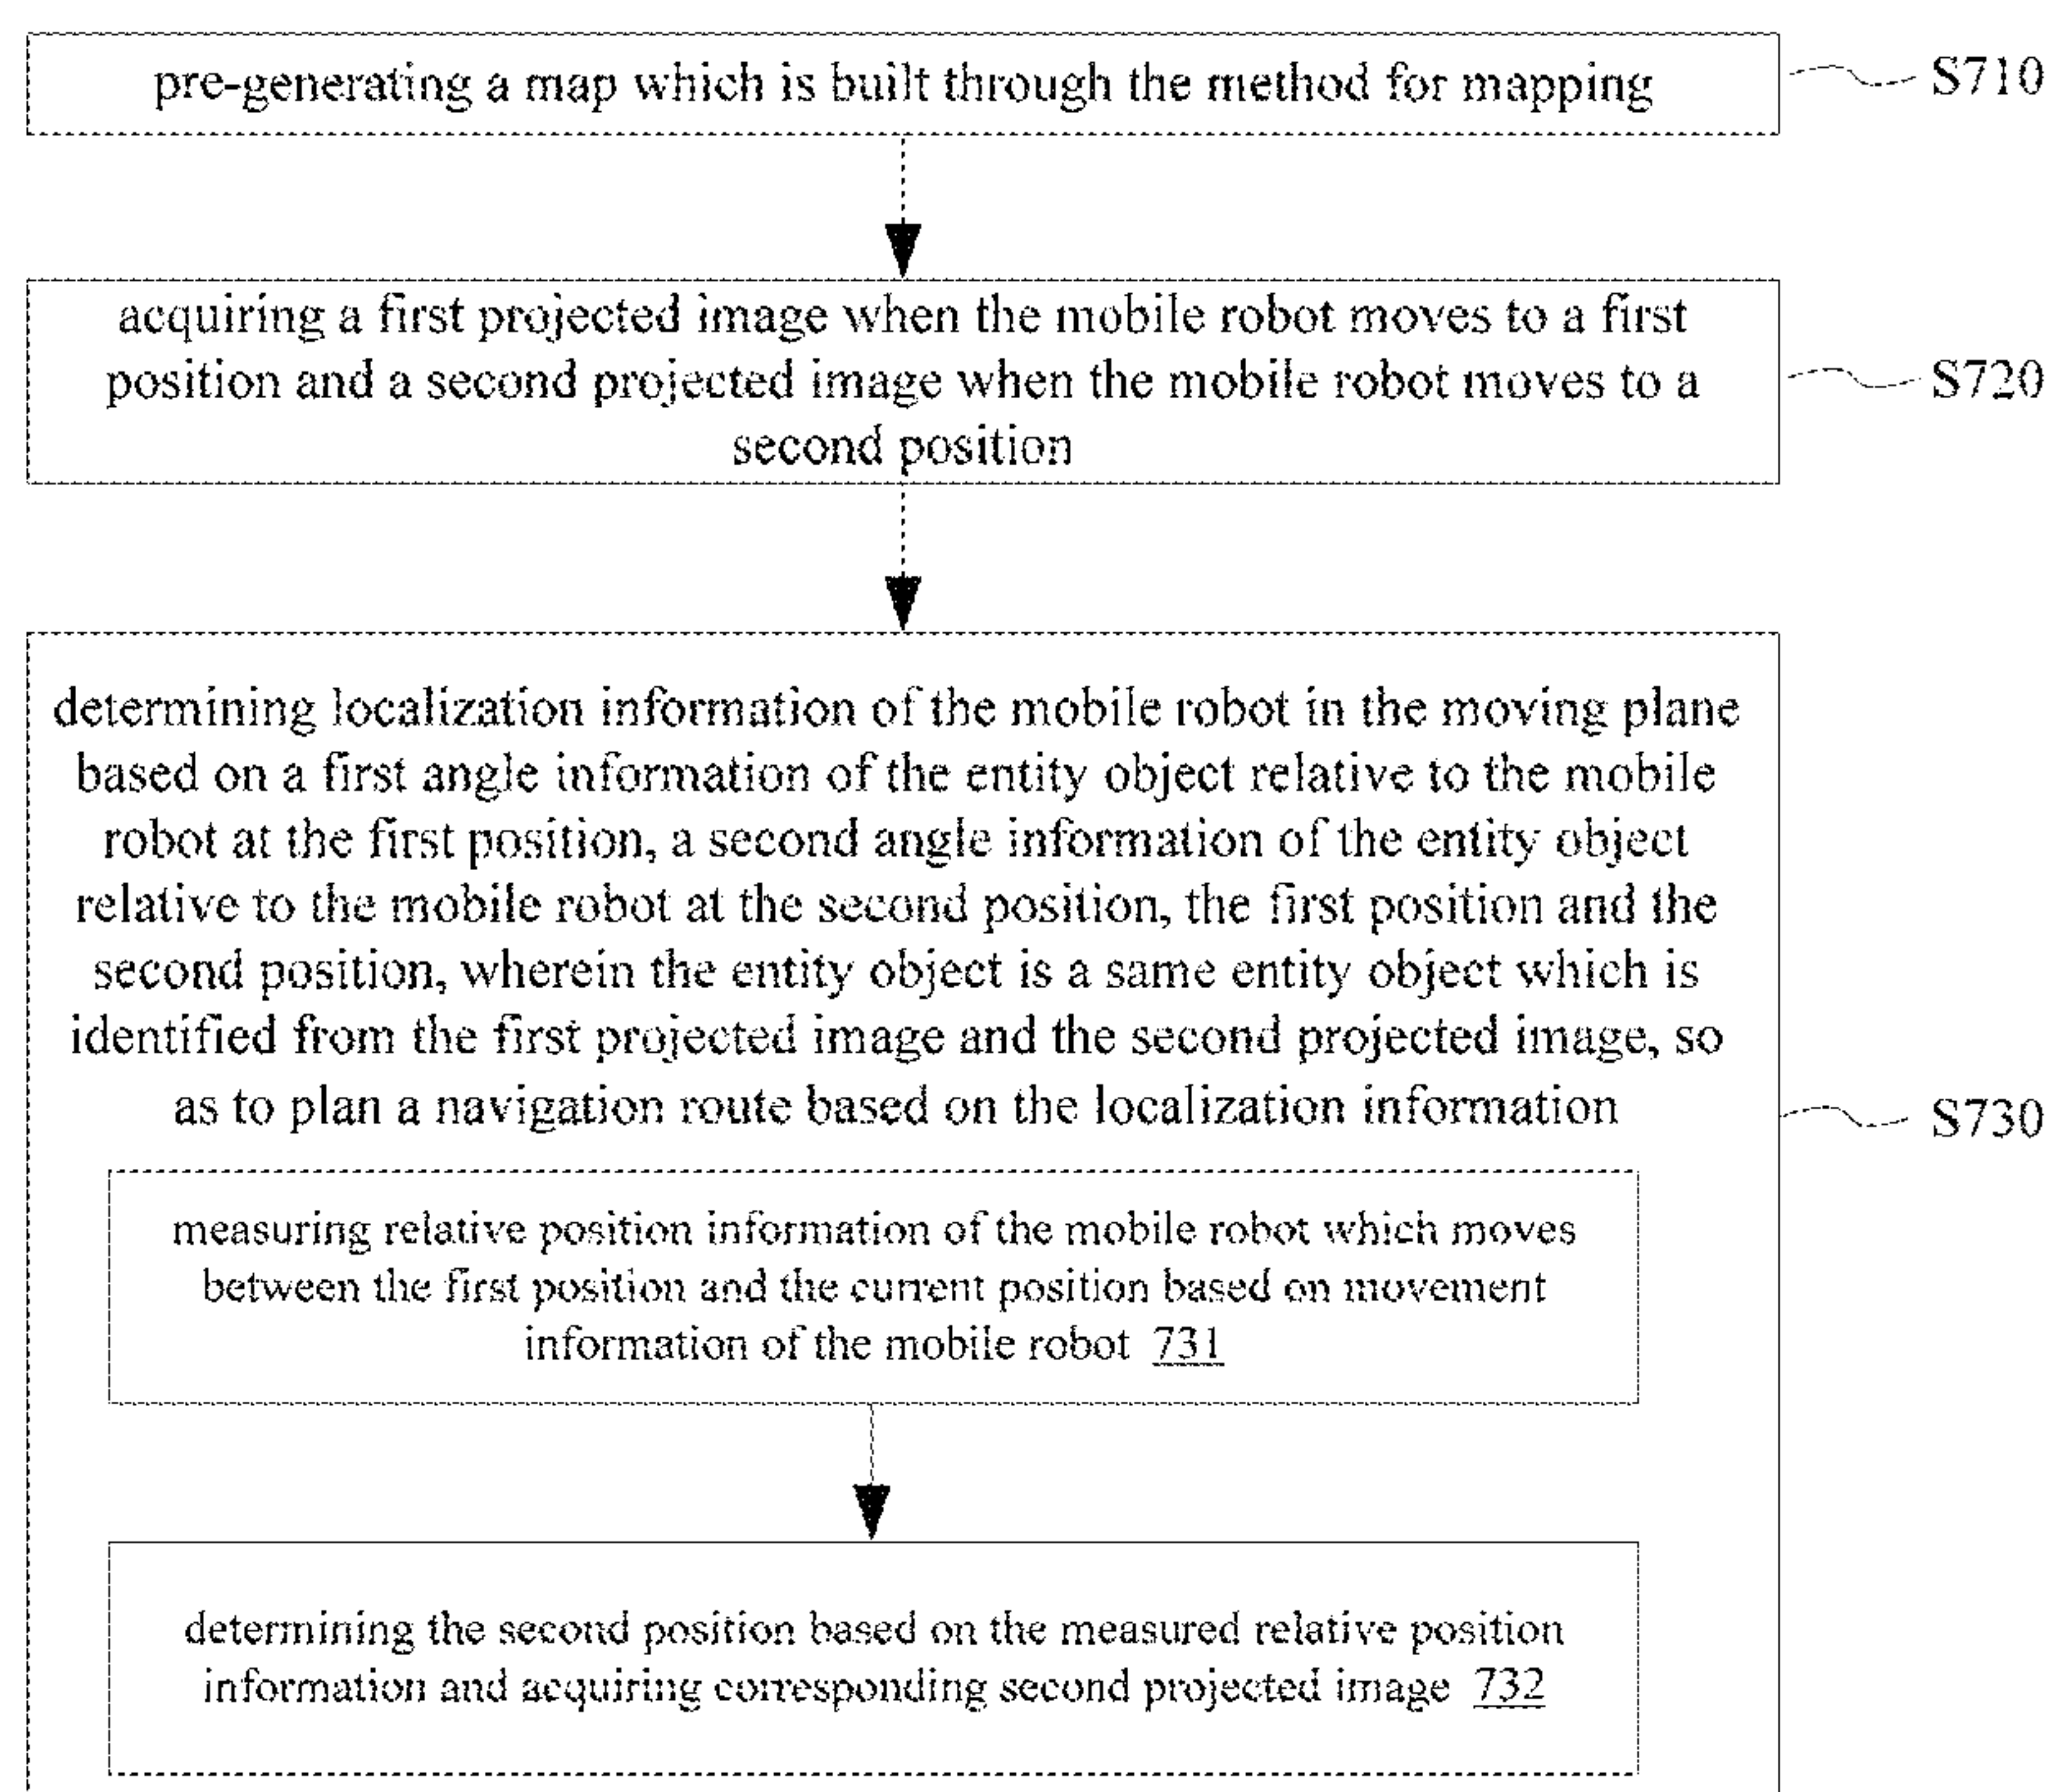 pre-generating a map which is built through the method for mapping
S710
acquiring a first projected image when the mobile robot moves to a first
position and a second projected image when the mobile robot moves to a
second position
S720
determining localization information of the mobile robot in the moving plane
based on a first angle information of the entity object relative to the mobile
robot at the first position, a second angle information of the entity object
relative to the mobile robot at the second position, the first position and the
second position, wherein the entity object is a same entity object which is
identified from the first projected image and the second projected image, so
as to plan a navigation route based on the localization information
S730
measuring relative position information of the mobile robot which moves
between the first position and the current position based on movement
information of the mobile robot 731
determining the second position based on the measured relative position
information and acquiring corresponding second projected image 732